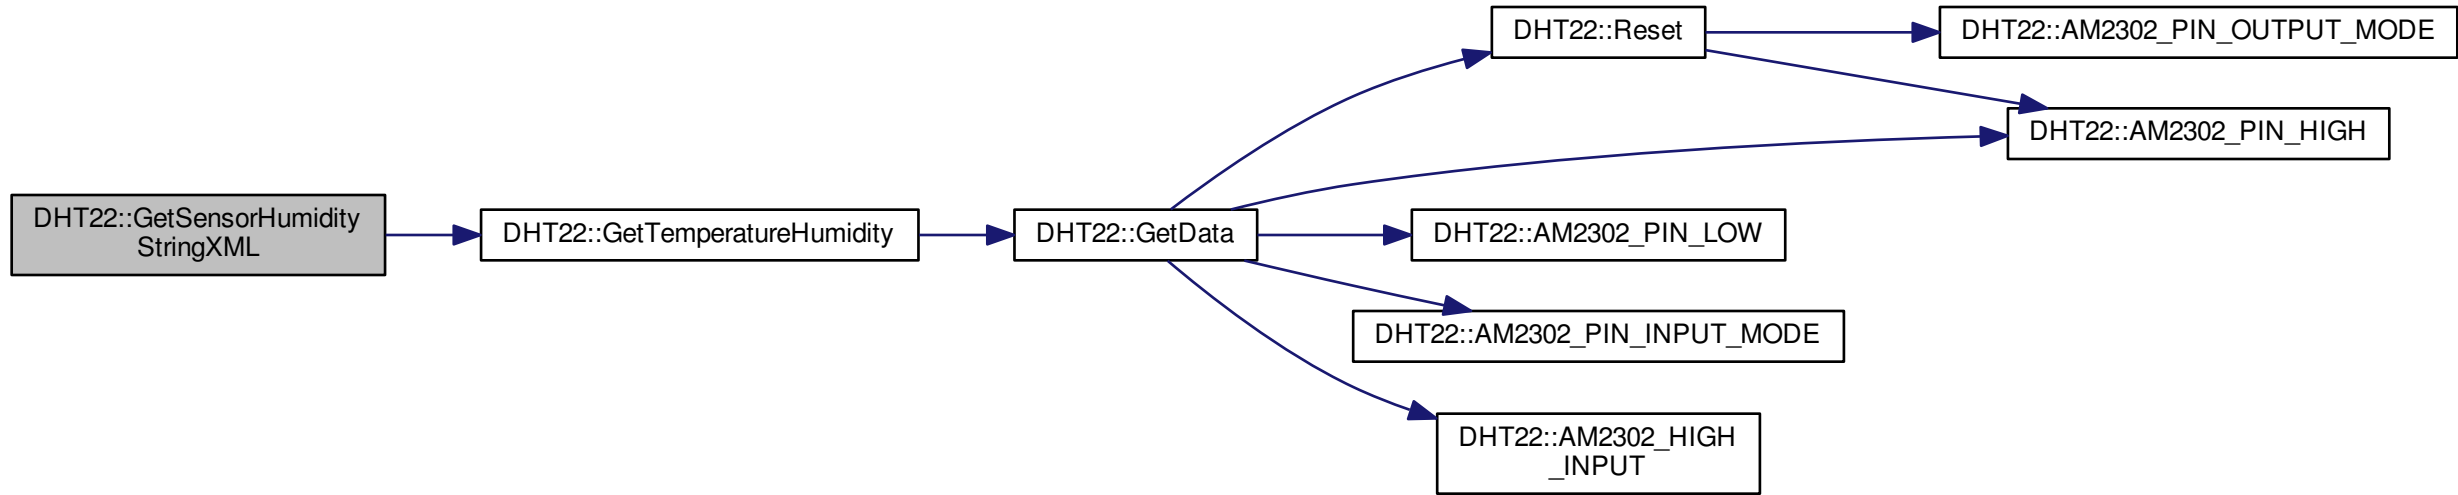 DHT22::GetSensorHumidity
StringXML
DHT22::GetTemperatureHumidity
DHT22::GetData
DHT22::Reset
DHT22::AM2302_PIN_OUTPUT_MODE
DHT22::AM2302_PIN_HIGH
DHT22::AM2302_PIN_LOW
DHT22::AM2302_PIN_INPUT_MODE
DHT22::AM2302_HIGH
_INPUT